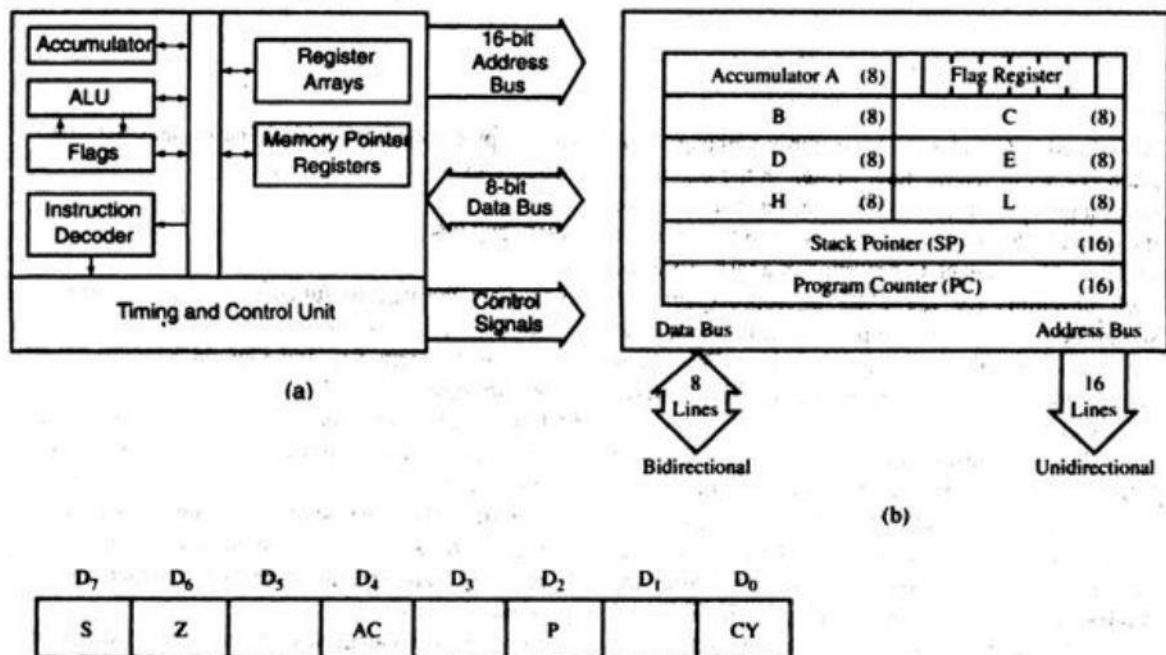 Accumulator
ALU
Flags
Instruction
Decoder
Register
Arrays
Memory Pointer
Registers
Timing and Control Unit
16-bit
Address
Bus
8-bit
Data Bus
Control
Signals
(a)
Accumulator A (8) Flag Register
B (8) C (8)
D (8) E (8)
H (8) L (8)
Stack Pointer (SP) (16)
Program Counter (PC) (16)
Data Bus Address Bus
8
Lines
16
Lines
Bidirectional Unidirectional
(b)
D₇ D₆ D₅ D₄ D₃ D₂ D₁ D₀
S Z AC P CY